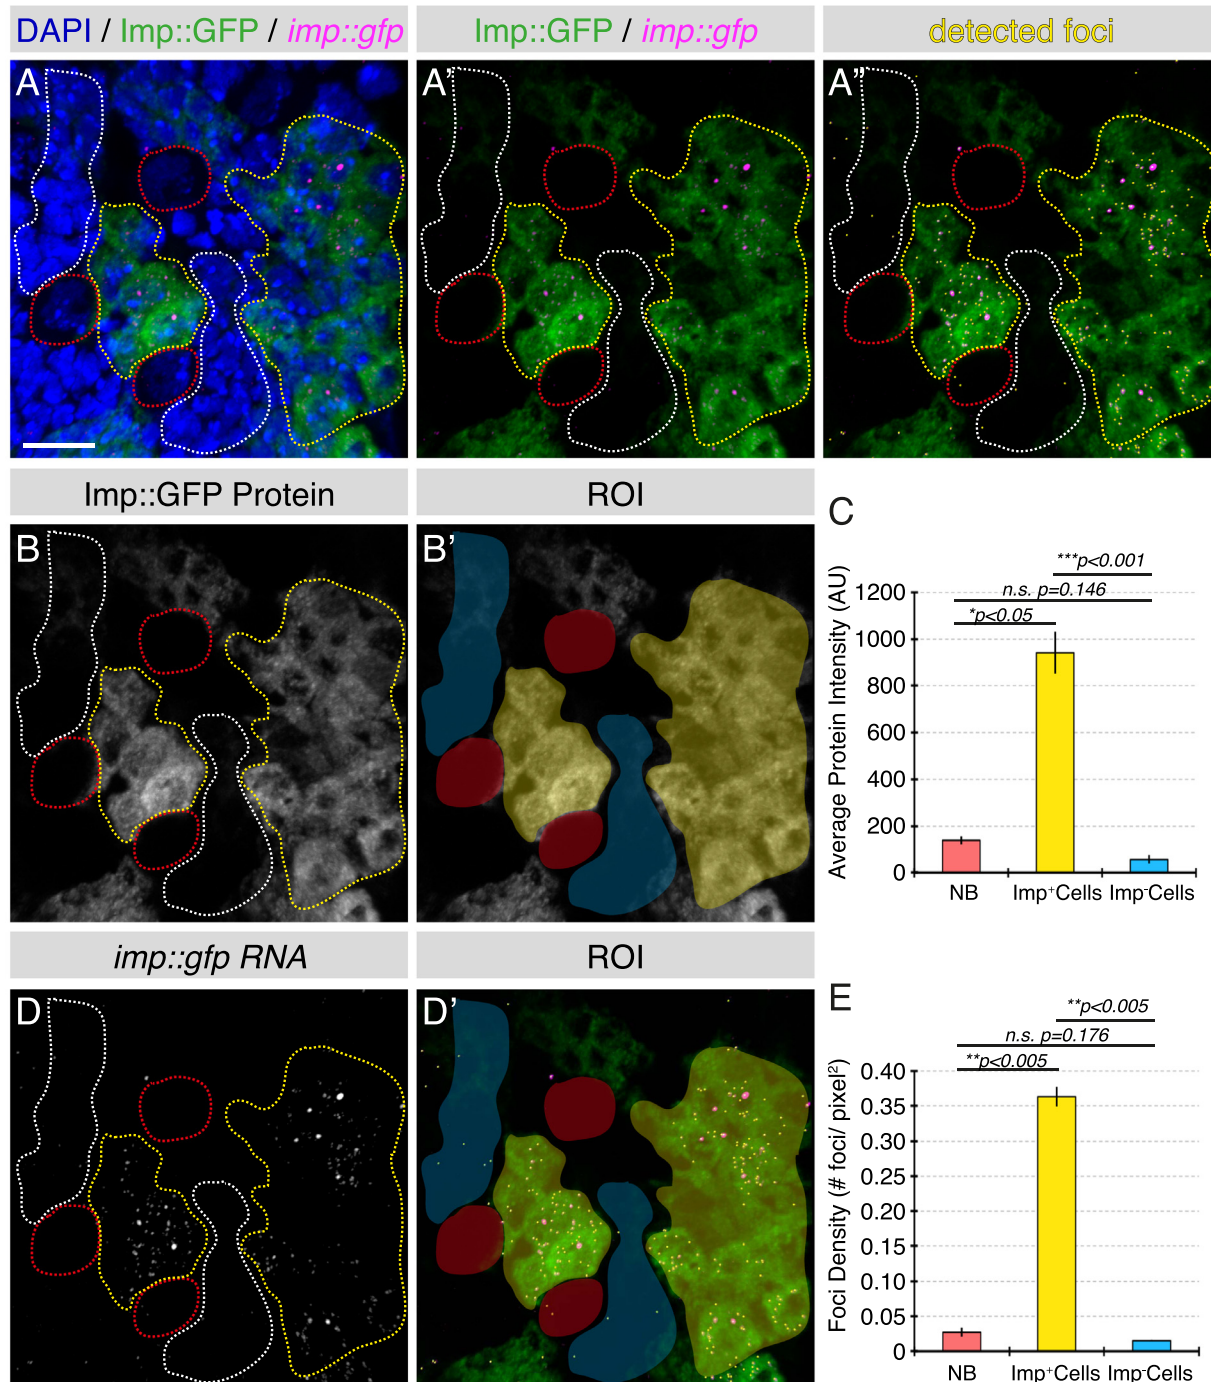 DAPI / Imp::GFP / imp::gfp
Imp::GFP / imp::gfp
detected foci
A
A'
A"
Imp::GFP Protein
ROI
B
B'
C
Average Protein Intensity (AU)
1200
1000
800
600
400
200
0
***p<0.001
n.s. p=0.146
*p<0.05
NB
Imp⁺Cells
Imp⁻Cells
imp::gfp RNA
ROI
D
D'
E
Foci Density (# foci/ pixel²)
0.40
0.35
0.30
0.25
0.20
0.15
0.10
0.05
0
**p<0.005
n.s. p=0.176
**p<0.005
NB
Imp⁺Cells
Imp⁻Cells